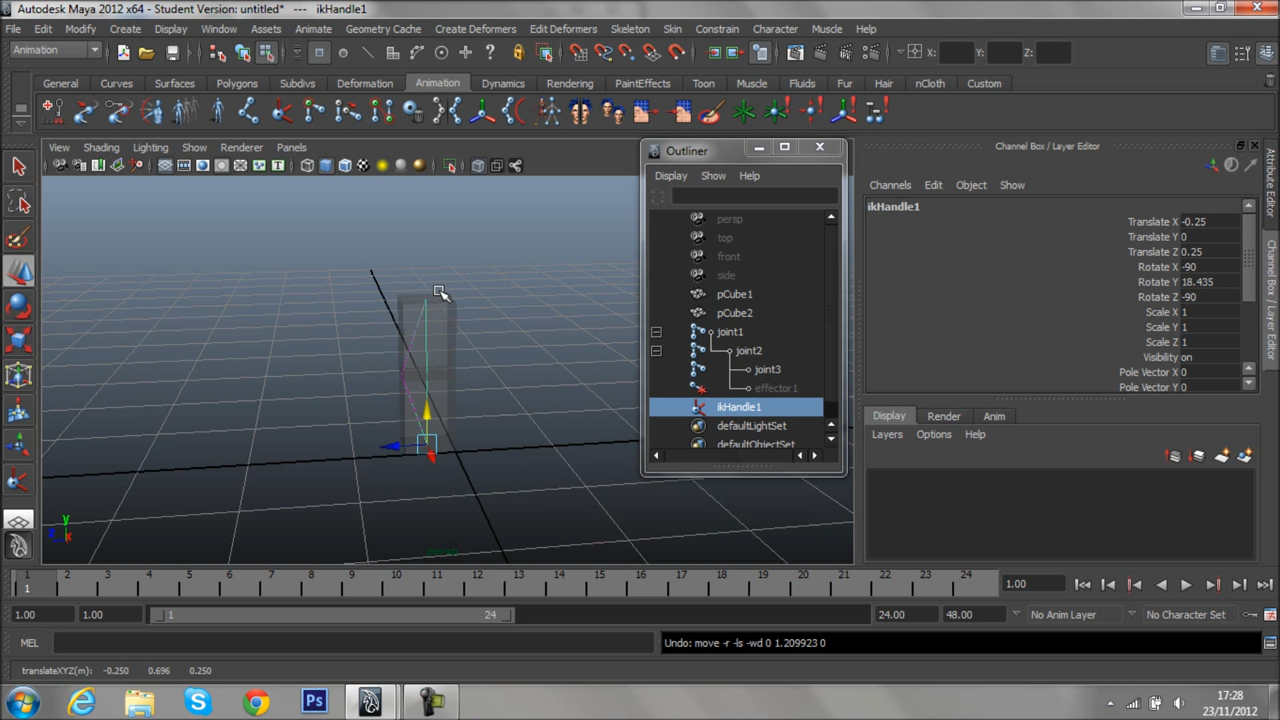 Autodesk Maya 2012 x64 - Student Version: untitled* --- ikHandle1
File Edit Modify Create Display Window Assets Animate Geometry Cache Create Deformers Edit Deformers Skeleton Skin Constrain Character Muscle Help
Animation X: Y: Z:
General Curves Surfaces Polygons Subdivs Deformation Animation Dynamics Rendering PaintEffects Toon Muscle Fluids Fur Hair nCloth Custom
View Shading Lighting Show Renderer Panels
Outliner
Display Show Help
persp
top
front
side
pCube1
pCube2
joint1
joint2
joint3
effector1
ikHandle1
defaultLightSet
defaultObjectSet
y
x
Channel Box / Layer Editor
Channels Edit Object Show
ikHandle1
Translate X -0.25
Translate Y 0
Translate Z 0.25
Rotate X -90
Rotate Y 18.435
Rotate Z -90
Scale X 1
Scale Y 1
Scale Z 1
Visibility on
Pole Vector X 0
Pole Vector Y 0
Display Render Anim
Layers Options Help
Attribute Editor
Channel Box / Layer Editor
1 2 3 4 5 6 7 8 9 10 11 12 13 14 15 16 17 18 19 20 21 22 23 24
1 1.00
1.00 1.00 1 24 24.00 48.00 No Anim Layer No Character Set
MEL Undo: move -r -ls -wd 0 1.209923 0
translateXYZ(m): -0.250 0.696 0.250
Ps
17:28
23/11/2012